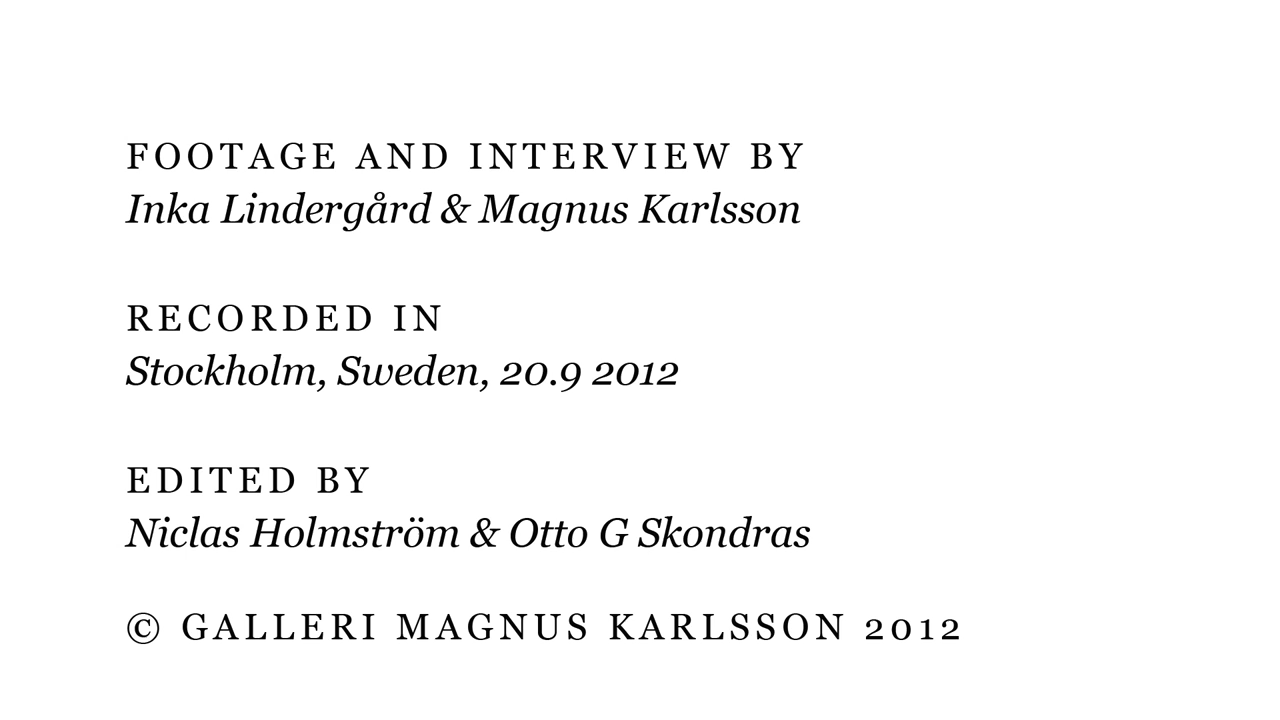 FOOTAGE AND INTERVIEW BY
Inka Lindergård & Magnus Karlsson
RECORDED IN
Stockholm, Sweden, 20.9 2012
EDITED BY
Niclas Holmström & Otto G Skondras
© GALLERI MAGNUS KARLSSON 2012